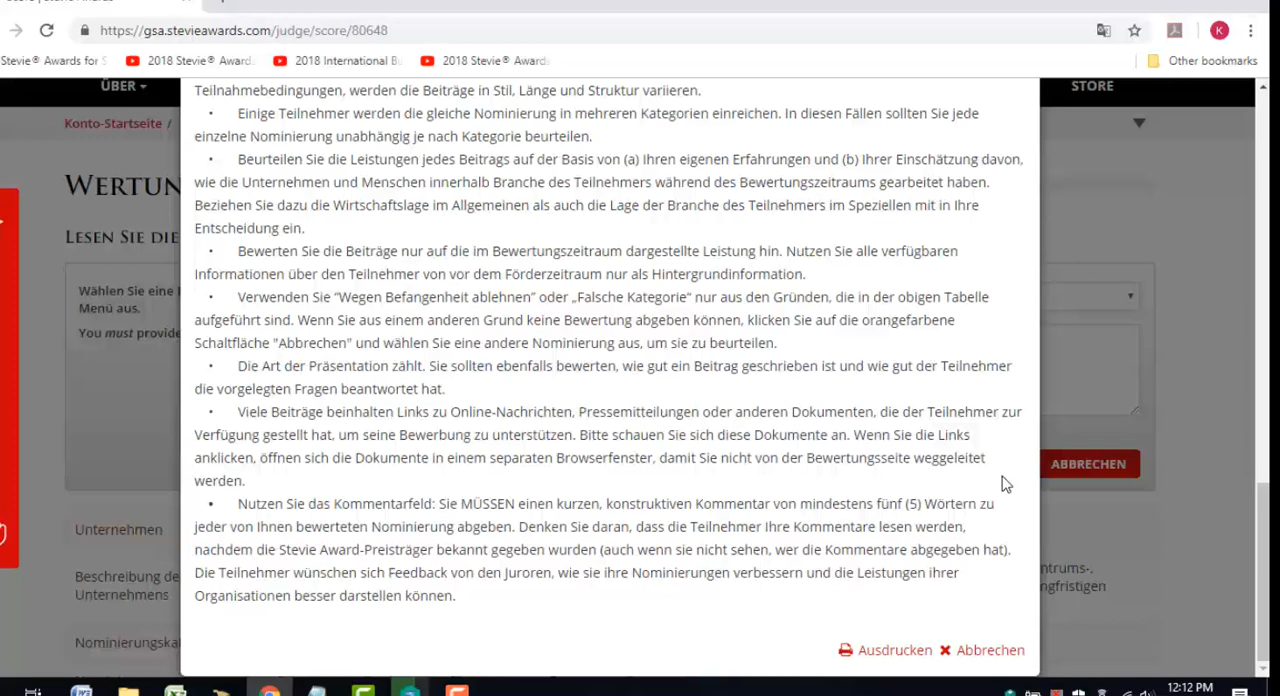 https://gsa.stevieawards.com/judge/score/80648
K
Stevie® Awards for S
2018 Stevie® Award
2018 International B
2018 Stevie® Awards
Other bookmarks
ÜBER
STORE
Konto-Startseite /
WERTUN
LESEN SIE DIE
Wählen Sie eine
Menü aus.
You must provide
Teilnahmebedingungen, werden die Beiträge in Stil, Länge und Struktur variieren.
• Einige Teilnehmer werden die gleiche Nominierung in mehreren Kategorien einreichen. In diesen Fällen sollten Sie jede
einzelne Nominierung unabhängig je nach Kategorie beurteilen.
• Beurteilen Sie die Leistungen jedes Beitrags auf der Basis von (a) Ihren eigenen Erfahrungen und (b) Ihrer Einschätzung davon,
wie die Unternehmen und Menschen innerhalb Branche des Teilnehmers während des Bewertungszeitraums gearbeitet haben.
Beziehen Sie dazu die Wirtschaftslage im Allgemeinen als auch die Lage der Branche des Teilnehmers im Speziellen mit in Ihre
Entscheidung ein.
• Bewerten Sie die Beiträge nur auf die im Bewertungszeitraum dargestellte Leistung hin. Nutzen Sie alle verfügbaren
Informationen über den Teilnehmer von vor dem Förderzeitraum nur als Hintergrundinformation.
• Verwenden Sie “Wegen Befangenheit ablehnen” oder „Falsche Kategorie“ nur aus den Gründen, die in der obigen Tabelle
aufgeführt sind. Wenn Sie aus einem anderen Grund keine Bewertung abgeben können, klicken Sie auf die orangefarbene
Schaltfläche "Abbrechen" und wählen Sie eine andere Nominierung aus, um sie zu beurteilen.
• Die Art der Präsentation zählt. Sie sollten ebenfalls bewerten, wie gut ein Beitrag geschrieben ist und wie gut der Teilnehmer
die vorgelegten Fragen beantwortet hat.
• Viele Beiträge beinhalten Links zu Online-Nachrichten, Pressemitteilungen oder anderen Dokumenten, die der Teilnehmer zur
Verfügung gestellt hat, um seine Bewerbung zu unterstützen. Bitte schauen Sie sich diese Dokumente an. Wenn Sie die Links
anklicken, öffnen sich die Dokumente in einem separaten Browserfenster, damit Sie nicht von der Bewertungsseite weggeleitet
werden.
• Nutzen Sie das Kommentarfeld: Sie MÜSSEN einen kurzen, konstruktiven Kommentar von mindestens fünf (5) Wörtern zu
jeder von Ihnen bewerteten Nominierung abgeben. Denken Sie daran, dass die Teilnehmer Ihre Kommentare lesen werden,
nachdem die Stevie Award-Preisträger bekannt gegeben wurden (auch wenn sie nicht sehen, wer die Kommentare abgegeben hat).
Die Teilnehmer wünschen sich Feedback von den Juroren, wie sie ihre Nominierungen verbessern und die Leistungen ihrer
Organisationen besser darstellen können.
Ausdrucken Abbrechen
ABBRECHEN
Unternehmen
Beschreibung de
Unternehmens
ntrums-.
ngfristigen
Nominierungska
12:12 PM